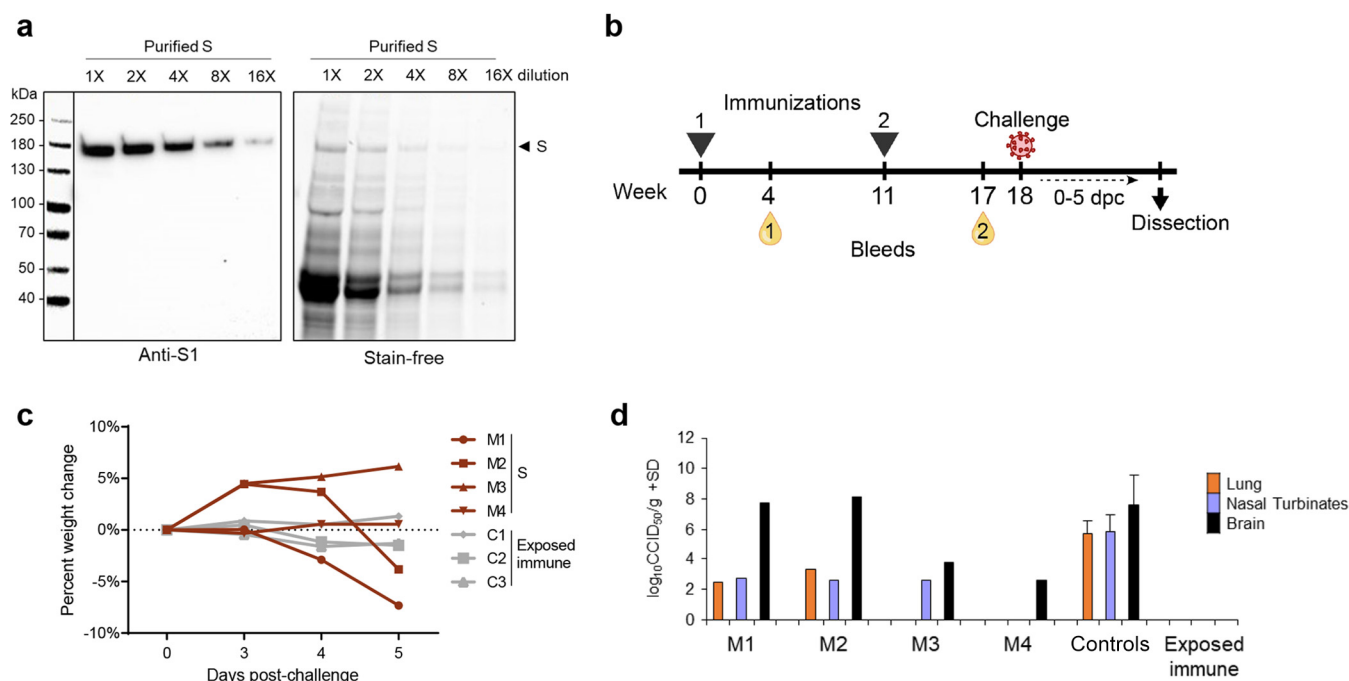 a
Purified S
1X 2X 4X 8X 16X
Purified S
1X 2X 4X 8X 16X dilution
kDa
250
180
130
100
70
50
40
S
Anti-S1
Stain-free
b
Immunizations
1 2
Challenge
Week
0 4 11 17 18
0-5 dpc
1 2
Bleeds
Dissection
c
Percent weight change
10%
5%
0%
-5%
-10%
0 3 4 5
Days post-challenge
M1
M2
M3
M4
S
C1
C2
C3
Exposed
immune
d
log10CCID50/g +SD
12
10
8
6
4
2
0
M1 M2 M3 M4 Controls Exposed
immune
Lung
Nasal Turbinates
Brain